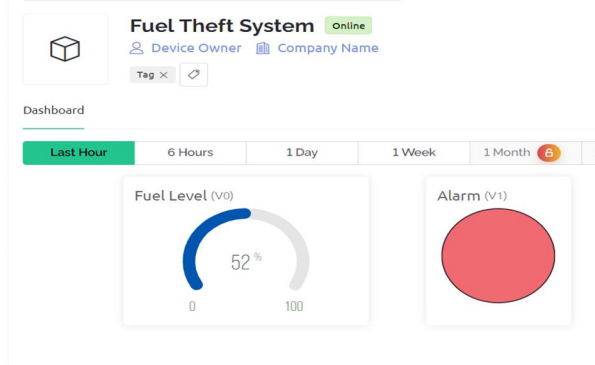 Fuel Theft System Online
Device Owner Company Name
Tag ×
Dashboard
Last Hour 6 Hours 1 Day 1 Week 1 Month
Fuel Level (V0) Alarm (V1)
52 %
0 100